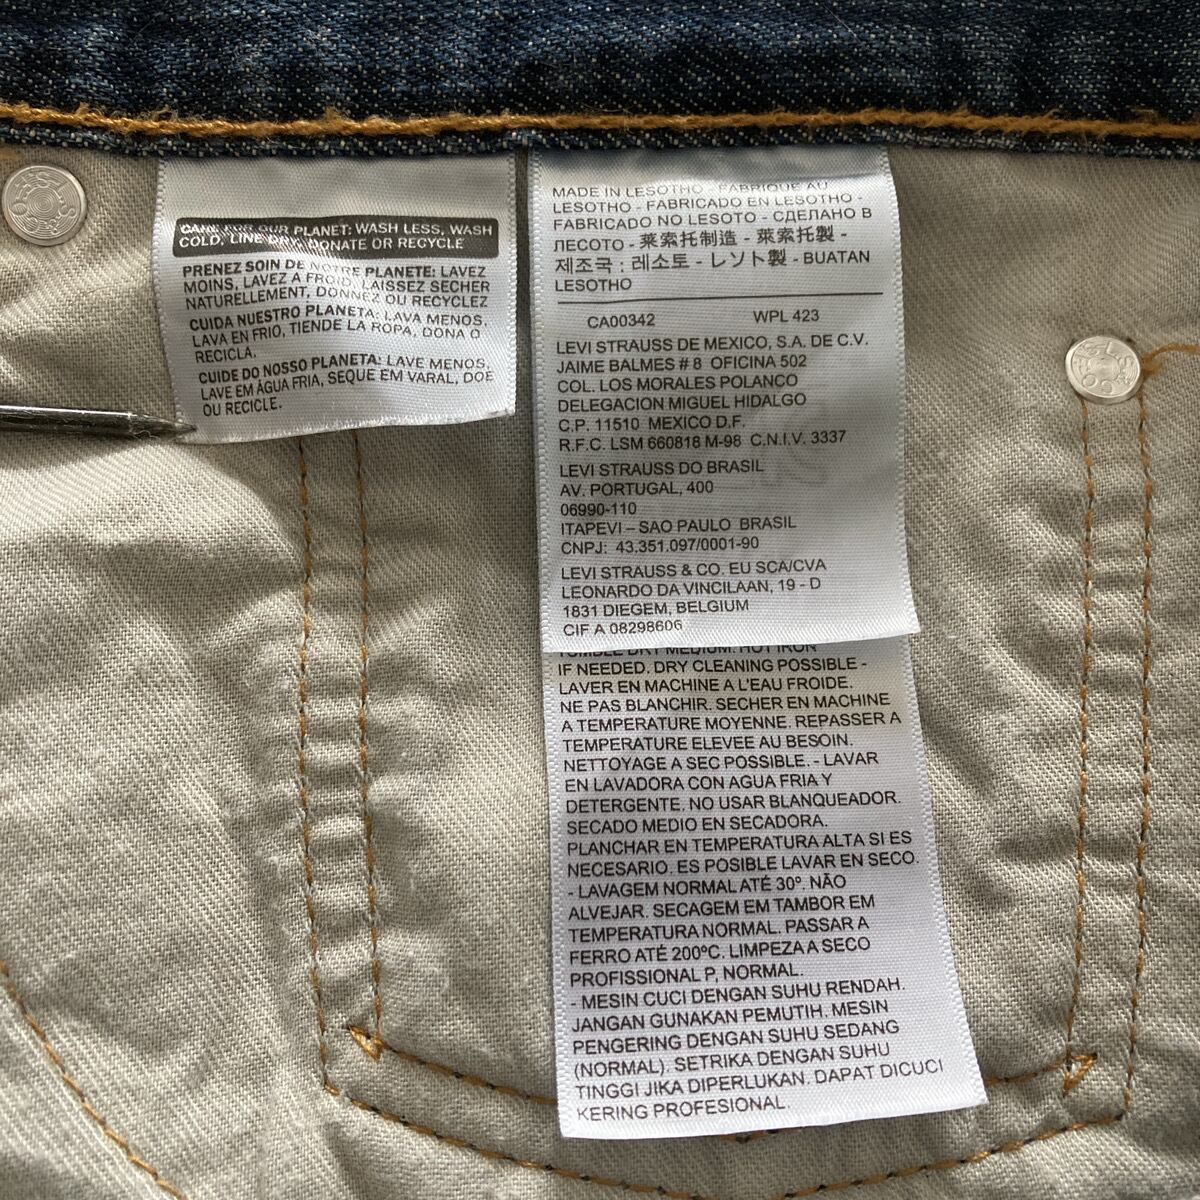 CARE FOR OUR PLANET: WASH LESS, WASH
COLD, LINE DRY, DONATE OR RECYCLE
PRENEZ SOIN DE NOTRE PLANETE: LAVEZ
MOINS, LAVEZ A FROID, LAISSEZ SECHER
NATURELLEMENT, DONNEZ OU RECYCLEZ
CUIDA NUESTRO PLANETA: LAVA MENOS,
LAVA EN FRIO, TIENDE LA ROPA, DONA O
RECICLA.
CUIDE DO NOSSO PLANETA: LAVE MENOS,
LAVE EM ÁGUA FRIA, SEQUE EM VARAL, DOE
OU RECICLE.
MADE IN LESOTHO - FABRIQUE AU
LESOTHO - FABRICADO EN LESOTHO -
FABRICADO NO LESOTO - СДЕЛАНО В
ЛЕСОТО - 莱索托制造 - 萊索托製 -
제조국 : 레소토 - レソト製 - BUATAN
LESOTHO
CA00342 WPL 423
LEVI STRAUSS DE MEXICO, S.A. DE C.V.
JAIME BALMES # 8 OFICINA 502
COL. LOS MORALES POLANCO
DELEGACION MIGUEL HIDALGO
C.P. 11510 MEXICO D.F.
R.F.C. LSM 660818 M-98 C.N.I.V. 3337
LEVI STRAUSS DO BRASIL
AV. PORTUGAL, 400
06990-110
ITAPEVI – SAO PAULO BRASIL
CNPJ: 43.351.097/0001-90
LEVI STRAUSS & CO. EU SCA/CVA
LEONARDO DA VINCILAAN, 19 - D
1831 DIEGEM, BELGIUM
CIF A 08298606
TUMBLE DRY MEDIUM. HOT IRON
IF NEEDED. DRY CLEANING POSSIBLE -
LAVER EN MACHINE A L'EAU FROIDE.
NE PAS BLANCHIR. SECHER EN MACHINE
A TEMPERATURE MOYENNE. REPASSER A
TEMPERATURE ELEVEE AU BESOIN.
NETTOYAGE A SEC POSSIBLE. - LAVAR
EN LAVADORA CON AGUA FRIA Y
DETERGENTE. NO USAR BLANQUEADOR.
SECADO MEDIO EN SECADORA.
PLANCHAR EN TEMPERATURA ALTA SI ES
NECESARIO. ES POSIBLE LAVAR EN SECO.
- LAVAGEM NORMAL ATÉ 30º. NÃO
ALVEJAR. SECAGEM EM TAMBOR EM
TEMPERATURA NORMAL. PASSAR A
FERRO ATÉ 200ºC. LIMPEZA A SECO
PROFISSIONAL P, NORMAL.
- MESIN CUCI DENGAN SUHU RENDAH.
JANGAN GUNAKAN PEMUTIH. MESIN
PENGERING DENGAN SUHU SEDANG
(NORMAL). SETRIKA DENGAN SUHU
TINGGI JIKA DIPERLUKAN. DAPAT DICUCI
KERING PROFESIONAL.